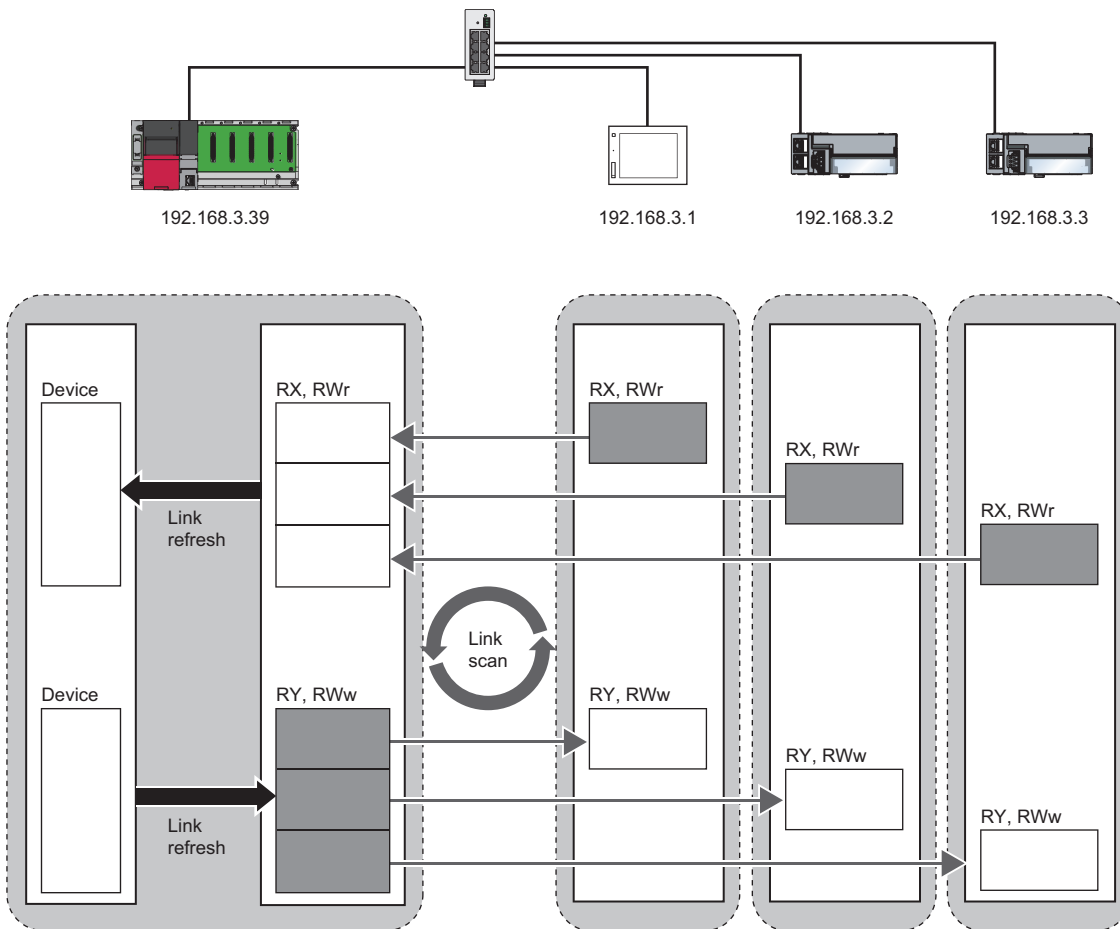 192.168.3.39
192.168.3.1
192.168.3.2
192.168.3.3
Device
RX, RWr
RX, RWr
RX, RWr
RX, RWr
Link
refresh
Link
scan
Device
RY, RWw
RY, RWw
RY, RWw
RY, RWw
Link
refresh